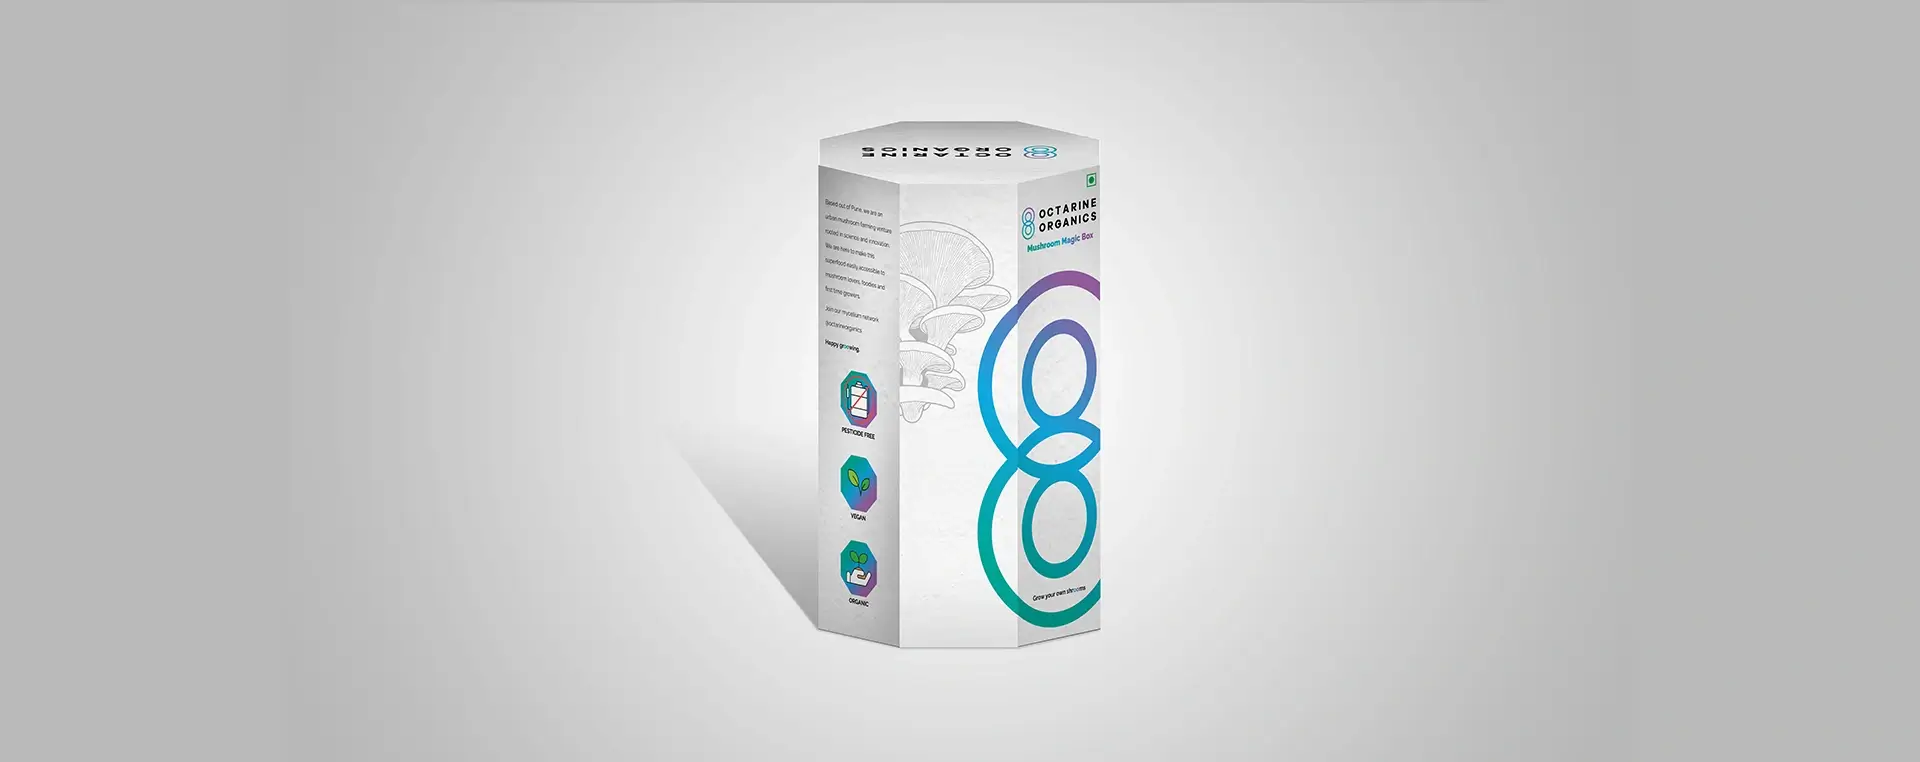 OCTARINE
ORGANICS
Based out of Pune, we are an
urban mushroom farming venture
rooted in science and innovation.
We are here to make this
superfood easily accessible to
mushroom lovers, foodies and
first time growers.
Join our mycelium network
@octarineorganics
Happy groowing.
PESTICIDE FREE
VEGAN
ORGANIC
OCTARINE
ORGANICS
Mushroom Magic Box
Grow your own shrooms